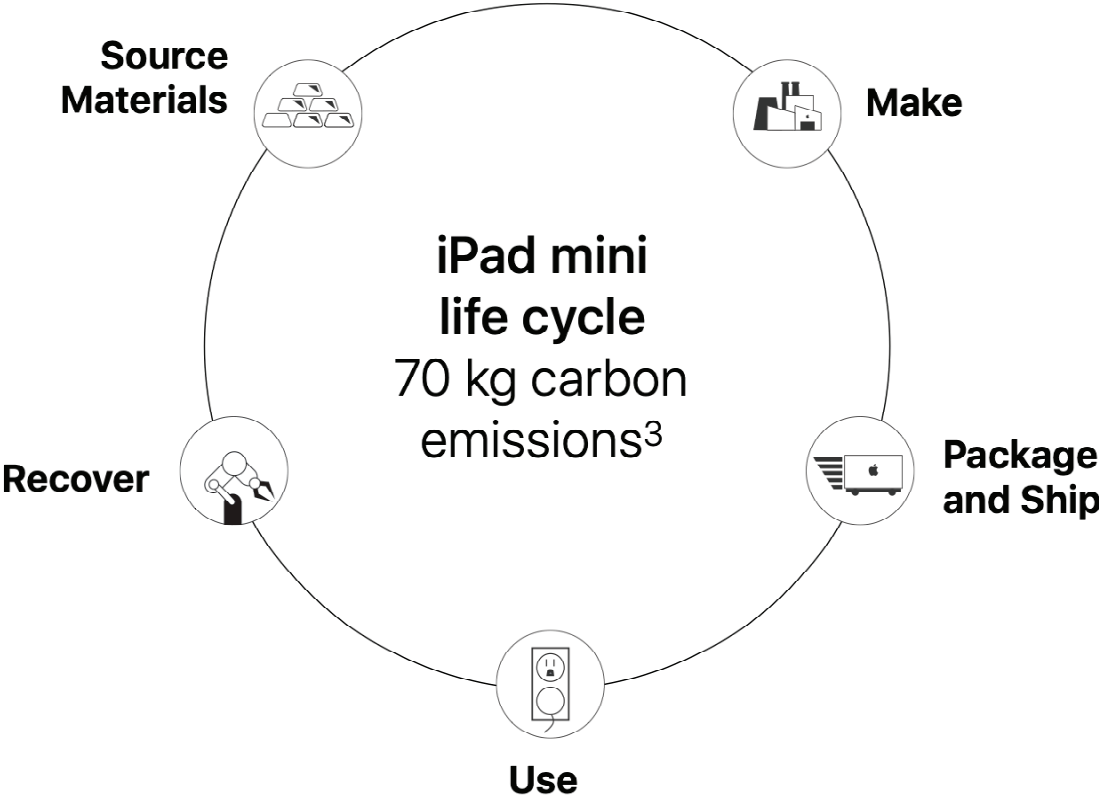 Source
Materials
Make
iPad mini
life cycle
70 kg carbon
emissions³
Recover
Package
and Ship
Use